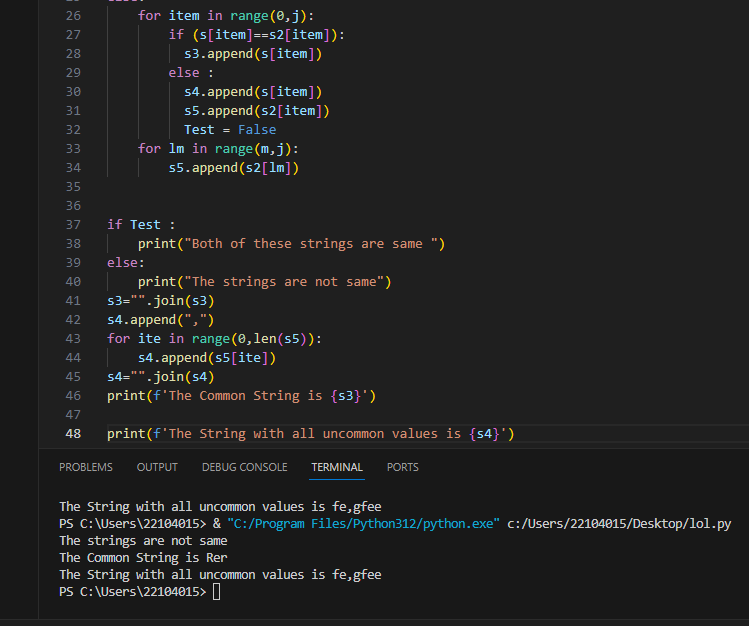 26 for item in range(0,j):
27 if (s[item]==s2[item]):
28 s3.append(s[item])
29 else :
30 s4.append(s[item])
31 s5.append(s2[item])
32 Test = False
33 for lm in range(m,j):
34 s5.append(s2[lm])
35
36
37 if Test :
38 print("Both of these strings are same ")
39 else:
40 print("The strings are not same")
41 s3="".join(s3)
42 s4.append(",")
43 for ite in range(0,len(s5)):
44 s4.append(s5[ite])
45 s4="".join(s4)
46 print(f'The Common String is {s3}')
47
48 print(f'The String with all uncommon values is {s4}')
PROBLEMS OUTPUT DEBUG CONSOLE TERMINAL PORTS
The String with all uncommon values is fe,gfee
PS C:\Users\22104015> & "C:/Program Files/Python312/python.exe" c:/Users/22104015/Desktop/lol.py
The strings are not same
The Common String is Rer
The String with all uncommon values is fe,gfee
PS C:\Users\22104015>